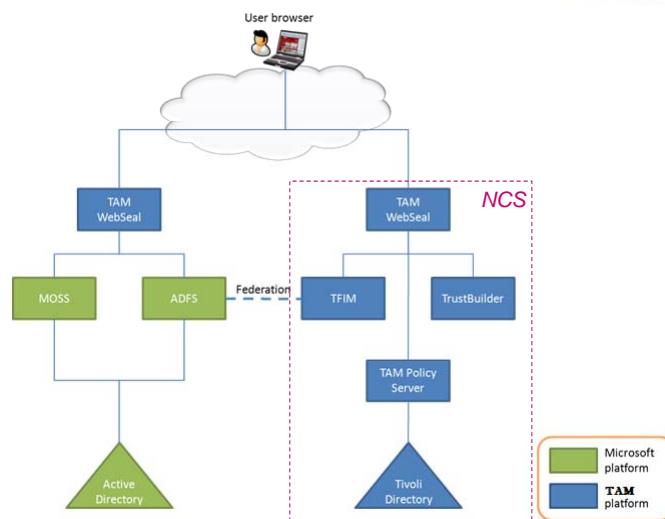 User browser
TAM
WebSeal
TAM
WebSeal
NCS
MOSS
ADFS
Federation
TFIM
TrustBuilder
TAM Policy
Server
Active
Directory
Tivoli
Directory
Microsoft
platform
TAM
platform